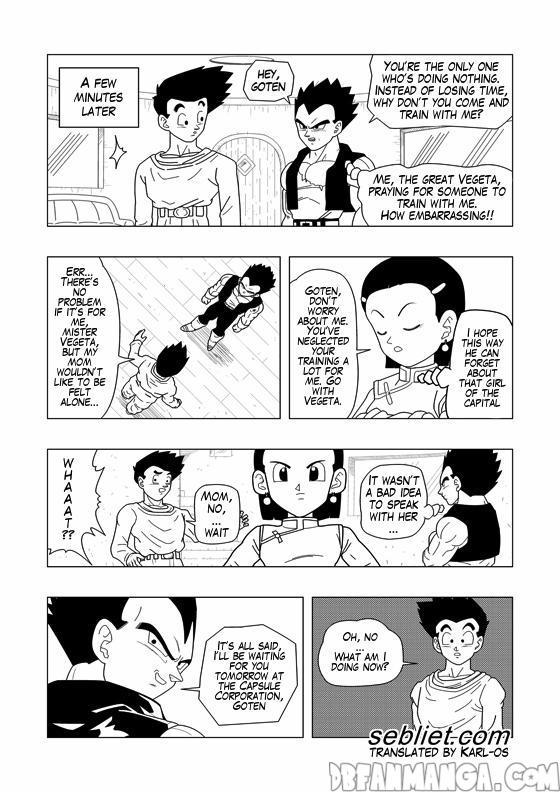 A FEW
MINUTES
LATER
HEY,
GOTEN
YOU'RE THE ONLY ONE
WHO'S DOING NOTHING.
INSTEAD OF LOSING TIME,
WHY DON'T YOU COME AND
TRAIN WITH ME?
ME, THE GREAT VEGETA,
PRAYING FOR SOMEONE TO
TRAIN WITH ME.
HOW EMBARRASSING!!
ERR...
THERE'S
NO
PROBLEM
IF IT'S FOR
ME,
MISTER
VEGETA,
BUT MY
MOM
WOULDN'T
LIKE TO BE
FELT
ALONE...
GOTEN,
DON'T
WORRY
ABOUT ME.
YOU'VE
NEGLECTED
YOUR
TRAINING
A LOT
FOR ME.
GO WITH
VEGETA.
I HOPE
THIS WAY
HE CAN
FORGET
ABOUT
THAT GIRL
OF THE
CAPITAL
WHAAAT??
MOM,
NO,
...
WAIT
IT WASN'T
A BAD IDEA
TO SPEAK
WITH HER
...
IT'S ALL SAID,
I'LL BE WAITING
FOR YOU
TOMORROW AT
THE CAPSULE
CORPORATION,
GOTEN
OH, NO
...
WHAT AM I
DOING NOW?
sebliet.com
TRANSLATED BY KARL-OS
DBFANMANGA.COM